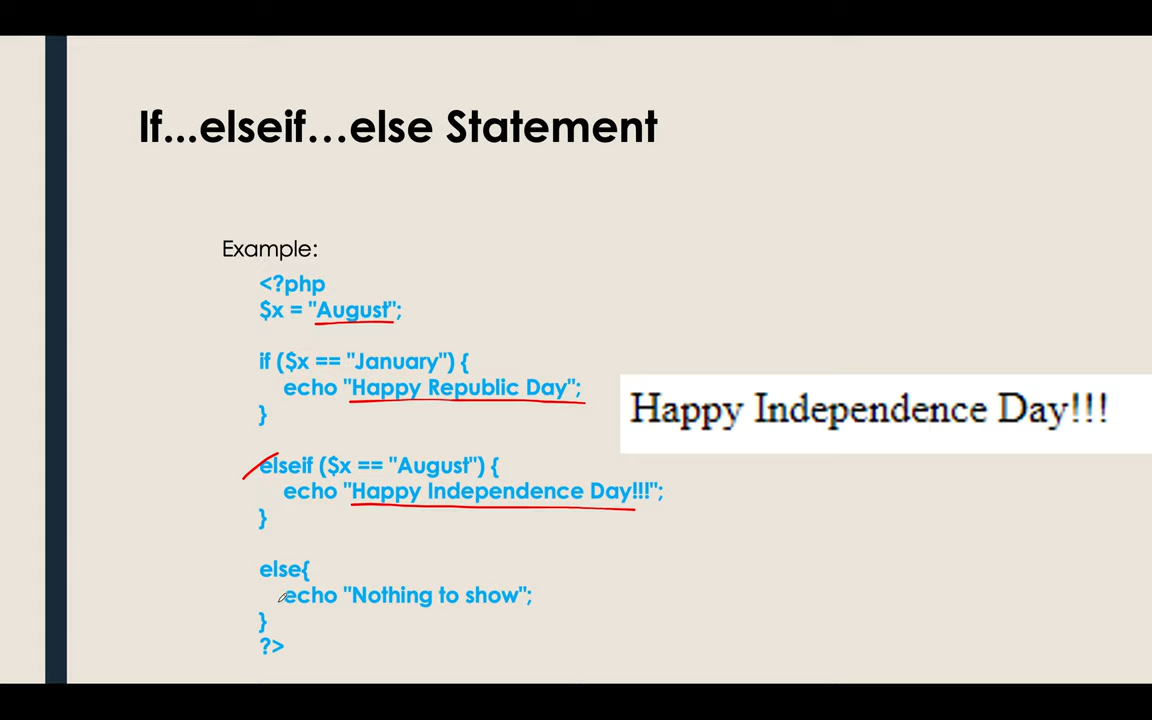 If...elseif...else Statement
Example:
<?php
$x = "August";
if ($x == "January") {
echo "Happy Republic Day";
}
elseif ($x == "August") {
echo "Happy Independence Day!!!";
}
else{
echo "Nothing to show";
}
?>
Happy Independence Day!!!